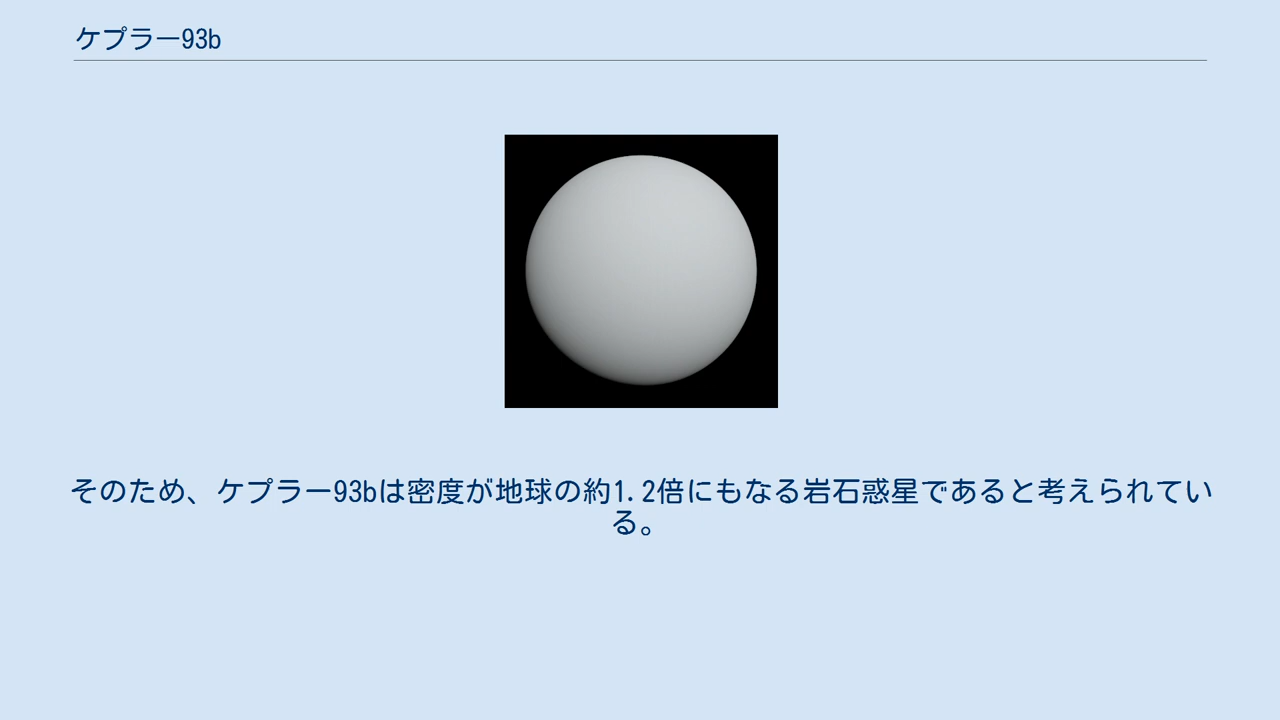 ケプラー93b
そのため、ケプラー93bは密度が地球の約1.2倍にもなる岩石惑星であると考えられてい
る。